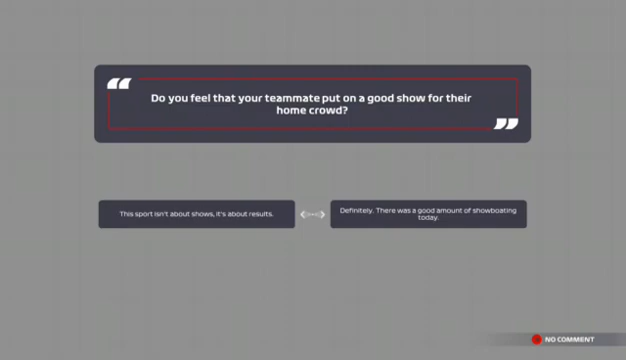 Do you feel that your teammate put on a good show for their
home crowd?
This sport isn't about shows, it's about results.
Definitely. There was a good amount of showboating
today.
NO COMMENT